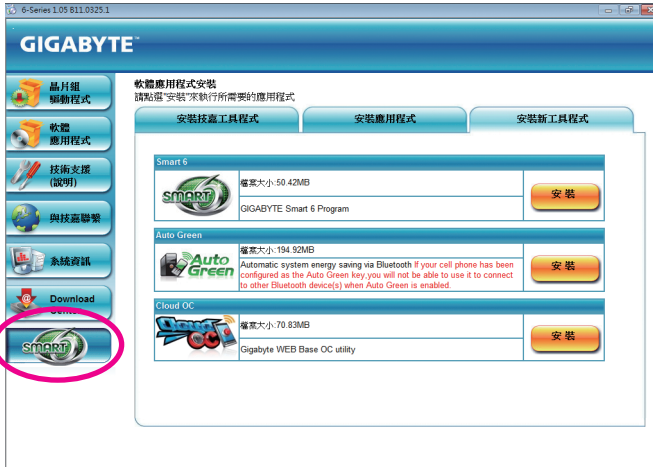 6-Series 1.05 B11.0325.1
GIGABYTE™
晶片組
驅動程式
軟體
應用程式
技術支援
(說明)
與技嘉聯繫
系統資訊
Download
SMART 6
軟體應用程式安裝
請點選"安裝"來執行所需要的應用程式
安裝技嘉工具程式
安裝應用程式
安裝新工具程式
Smart 6
SMART 6
檔案大小:50.42MB
GIGABYTE Smart 6 Program
安裝
Auto Green
Auto
Green
檔案大小:194.92MB
Automatic system energy saving via Bluetooth If your cell phone has been
configured as the Auto Green key,you will not be able to use it to connect
to other Bluetooth device(s) when Auto Green is enabled.
安裝
Cloud OC
Cloud
OC
檔案大小:70.83MB
Gigabyte WEB Base OC utility
安裝